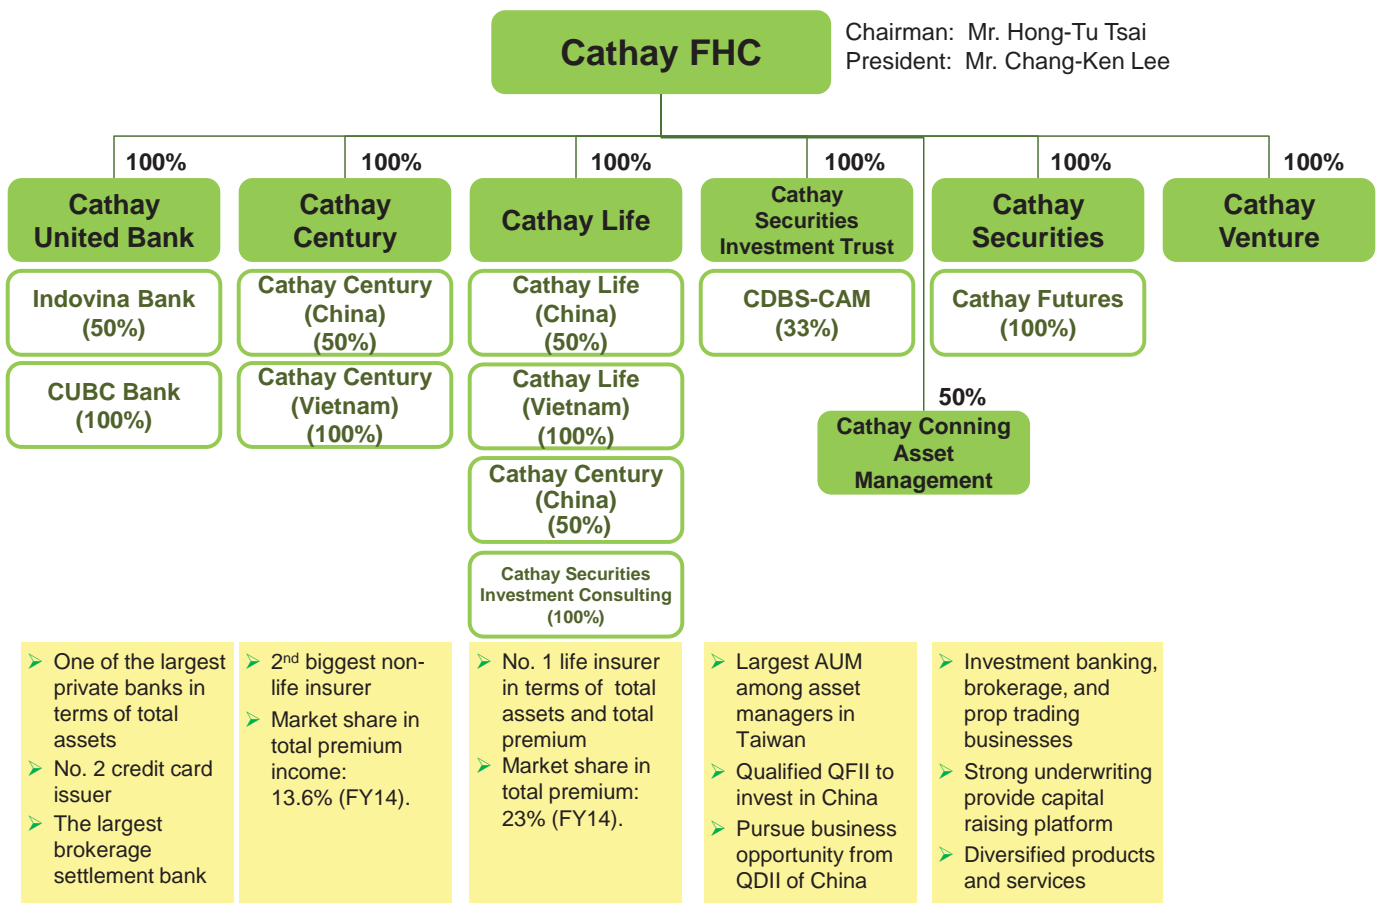 Cathay FHC
Chairman: Mr. Hong-Tu Tsai
President: Mr. Chang-Ken Lee
100%
100%
100%
100%
100%
100%
Cathay
United Bank
Cathay
Century
Cathay Life
Cathay
Securities
Investment Trust
Cathay
Securities
Cathay
Venture
Indovina Bank
(50%)
CUBC Bank
(100%)
Cathay Century
(China)
(50%)
Cathay Century
(Vietnam)
(100%)
Cathay Life
(China)
(50%)
Cathay Life
(Vietnam)
(100%)
Cathay Century
(China)
(50%)
Cathay Securities
Investment Consulting
(100%)
CDBS-CAM
(33%)
Cathay Futures
(100%)
50%
Cathay Conning
Asset
Management
One of the largest
private banks in
terms of total
assets
No. 2 credit card
issuer
The largest
brokerage
settlement bank
2nd biggest non-
life insurer
Market share in
total premium
income:
13.6% (FY14).
No. 1 life insurer
in terms of total
assets and total
premium
Market share in
total premium:
23% (FY14).
Largest AUM
among asset
managers in
Taiwan
Qualified QFII to
invest in China
Pursue business
opportunity from
QDII of China
Investment banking,
brokerage, and
prop trading
businesses
Strong underwriting
provide capital
raising platform
Diversified products
and services